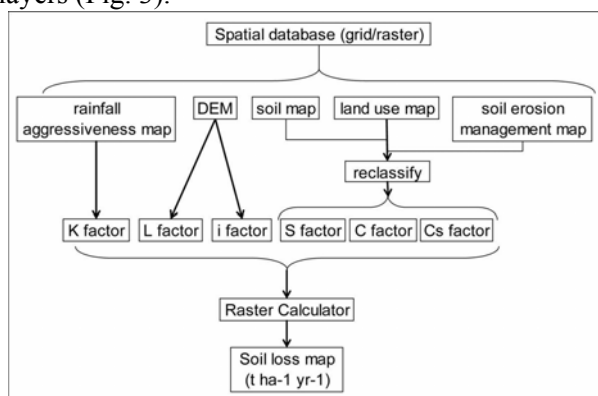 layers (Fig. 3).
Spatial database (grid/raster)
rainfall
aggressiveness map
DEM
soil map
land use map
soil erosion
management map
reclassify
K factor
L factor
i factor
S factor
C factor
Cs factor
Raster Calculator
Soil loss map
(t ha-1 yr-1)